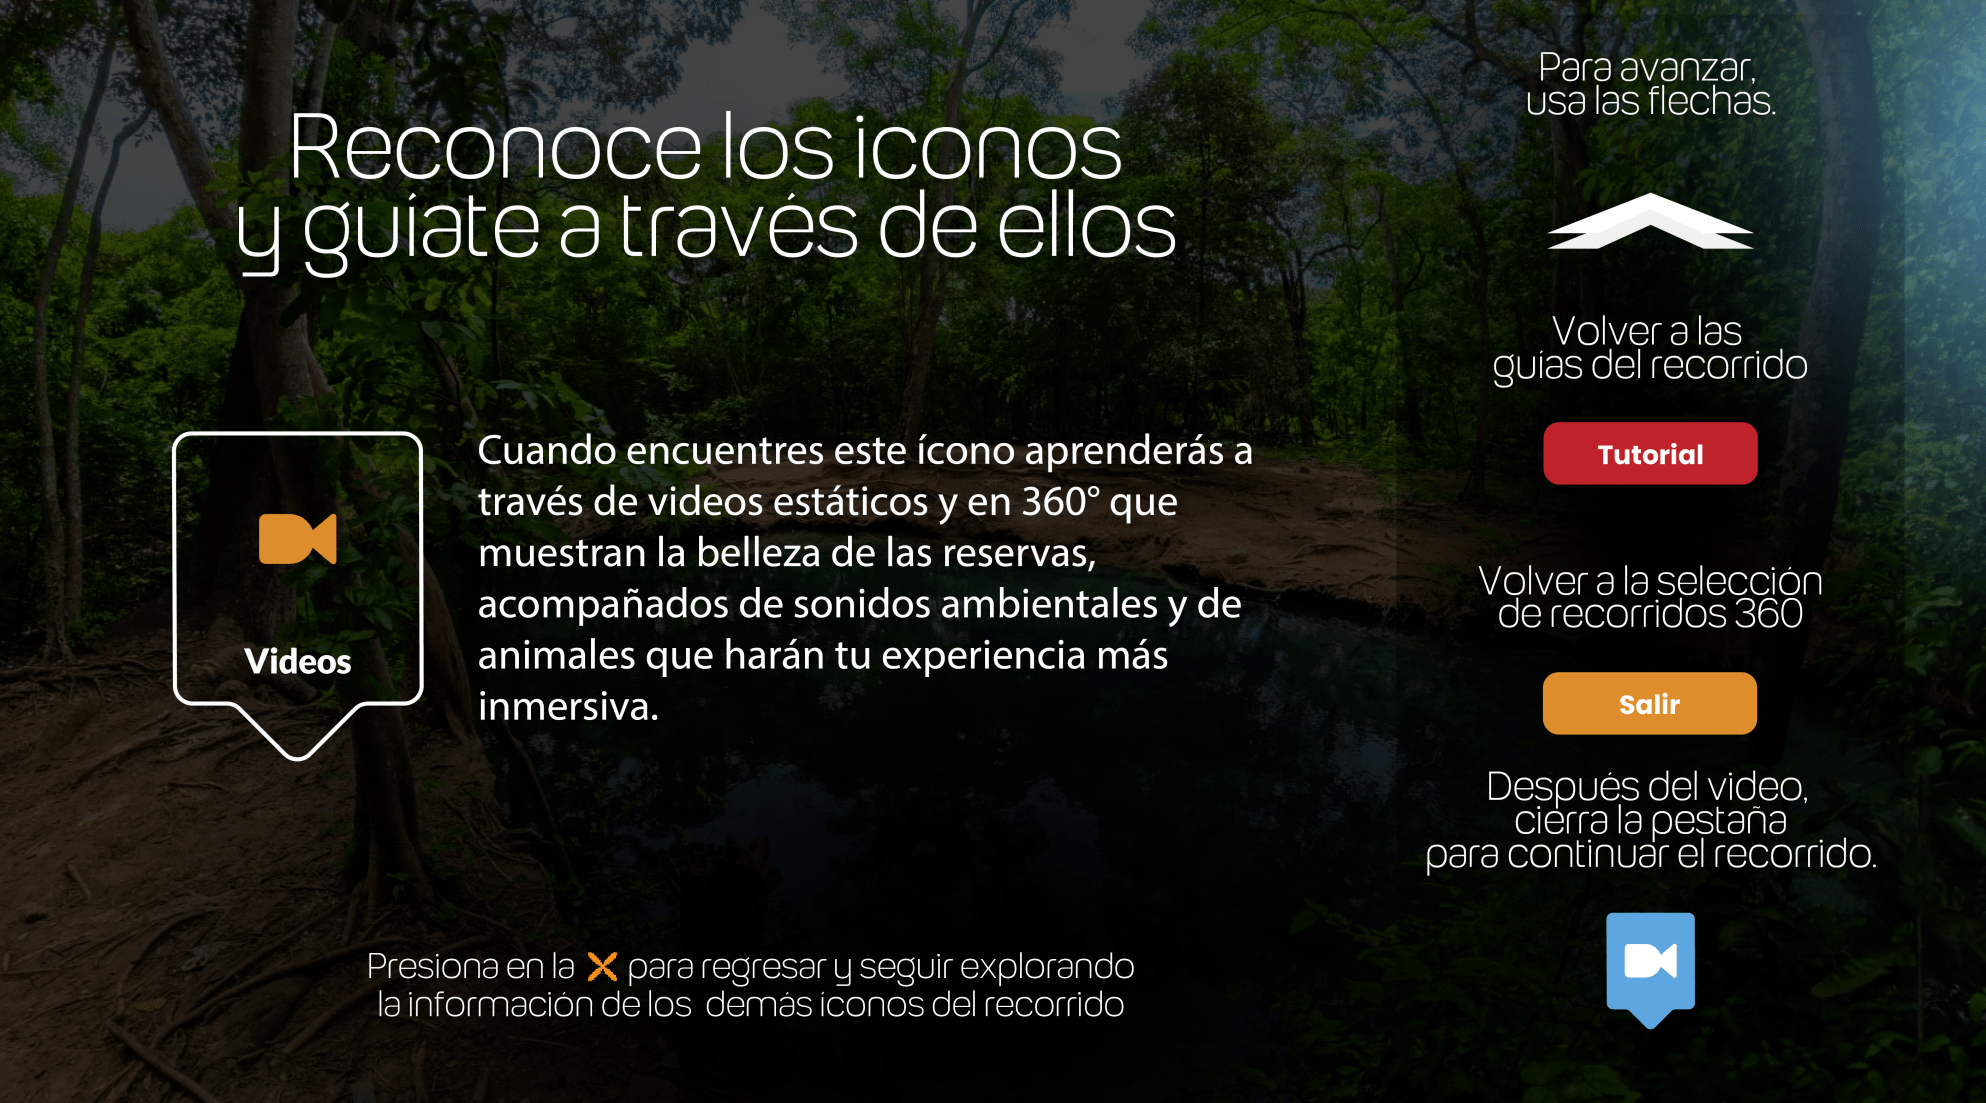 Reconoce los iconos
y guíate a través de ellos
Cuando encuentres este ícono aprenderás a
través de videos estáticos y en 360° que
muestran la belleza de las reservas,
acompañados de sonidos ambientales y de
animales que harán tu experiencia más
inmersiva.
Videos
Presiona en la para regresar y seguir explorando
la información de los demás íconos del recorrido
Para avanzar,
usa las flechas.
Volver a las
guías del recorrido
Tutorial
Volver a la selección
de recorridos 360
Salir
Después del video,
cierra la pestaña
para continuar el recorrido.